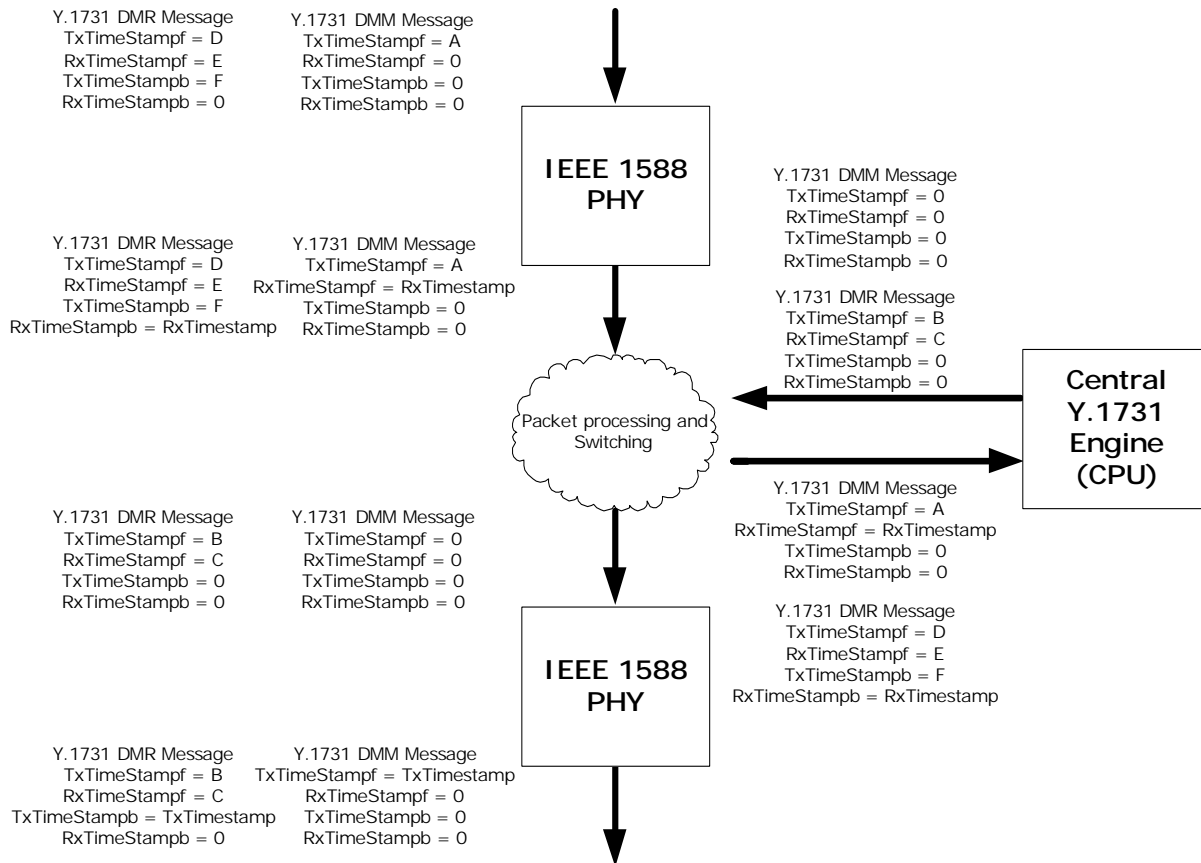 Y.1731 DMR Message
TxTimeStampf = D
RxTimeStampf = E
TxTimeStampb = F
RxTimeStampb = 0
Y.1731 DMM Message
TxTimeStampf = A
RxTimeStampf = 0
TxTimeStampb = 0
RxTimeStampb = 0
IEEE 1588
PHY
Y.1731 DMR Message
TxTimeStampf = D
RxTimeStampf = E
TxTimeStampb = F
RxTimeStampb = RxTimestamp
Y.1731 DMM Message
TxTimeStampf = A
RxTimeStampf = RxTimestamp
TxTimeStampb = 0
RxTimeStampb = 0
Y.1731 DMM Message
TxTimeStampf = 0
RxTimeStampf = 0
TxTimeStampb = 0
RxTimeStampb = 0
Y.1731 DMR Message
TxTimeStampf = B
RxTimeStampf = C
TxTimeStampb = 0
RxTimeStampb = 0
Packet processing and
Switching
Central
Y.1731
Engine
(CPU)
Y.1731 DMM Message
TxTimeStampf = A
RxTimeStampf = RxTimestamp
TxTimeStampb = 0
RxTimeStampb = 0
Y.1731 DMR Message
TxTimeStampf = D
RxTimeStampf = E
TxTimeStampb = F
RxTimeStampb = RxTimestamp
Y.1731 DMR Message
TxTimeStampf = B
RxTimeStampf = C
TxTimeStampb = 0
RxTimeStampb = 0
Y.1731 DMM Message
TxTimeStampf = 0
RxTimeStampf = 0
TxTimeStampb = 0
RxTimeStampb = 0
IEEE 1588
PHY
Y.1731 DMR Message
TxTimeStampf = B
RxTimeStampf = C
TxTimeStampb = TxTimestamp
RxTimeStampb = 0
Y.1731 DMM Message
TxTimeStampf = TxTimestamp
RxTimeStampf = 0
TxTimeStampb = 0
RxTimeStampb = 0